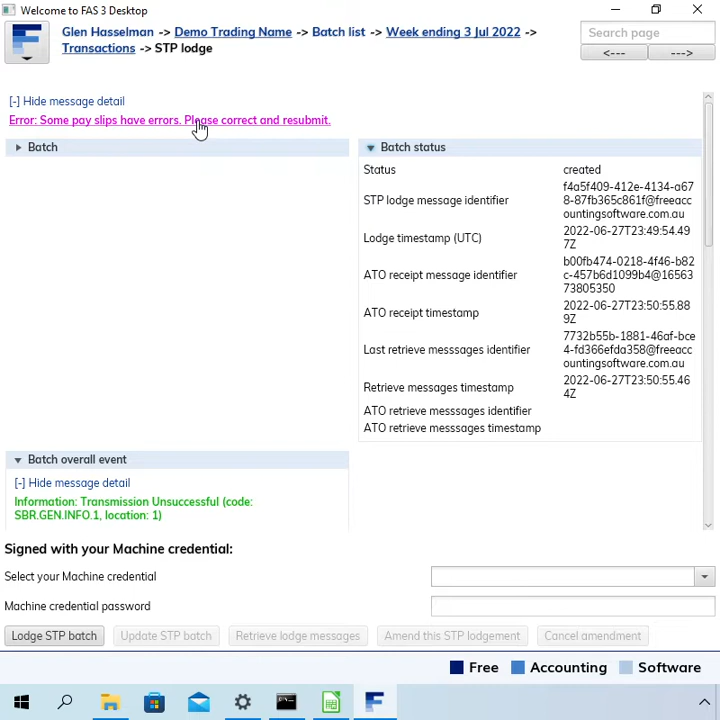 Welcome to FAS 3 Desktop
Glen Hasselman -> Demo Trading Name -> Batch list -> Week ending 3 Jul 2022 ->
Transactions -> STP lodge
Search page
<--- --->
[-] Hide message detail
Error: Some pay slips have errors. Please correct and resubmit.
Batch
Batch status
Status created
STP lodge message identifier f4a5f409-412e-4134-a67
8-87fb365c861f@freeacc
ountingsoftware.com.au
Lodge timestamp (UTC) 2022-06-27T23:49:54.49
7Z
ATO receipt message identifier b00fb474-0218-4f46-b82
c-457b6d1099b4@16563
73805350
ATO receipt timestamp 2022-06-27T23:50:55.88
9Z
Last retrieve messsages identifier 7732b55b-1881-46af-bce
4-fd366efda358@freeacc
ountingsoftware.com.au
Retrieve messages timestamp 2022-06-27T23:50:55.46
4Z
ATO retrieve messsages identifier
ATO retrieve messsages timestamp
Batch overall event
[-] Hide message detail
Information: Transmission Unsuccessful (code:
SBR.GEN.INFO.1, location: 1)
Signed with your Machine credential:
Select your Machine credential
Machine credential password
Lodge STP batch Update STP batch Retrieve lodge messages Amend this STP lodgement Cancel amendment
Free Accounting Software